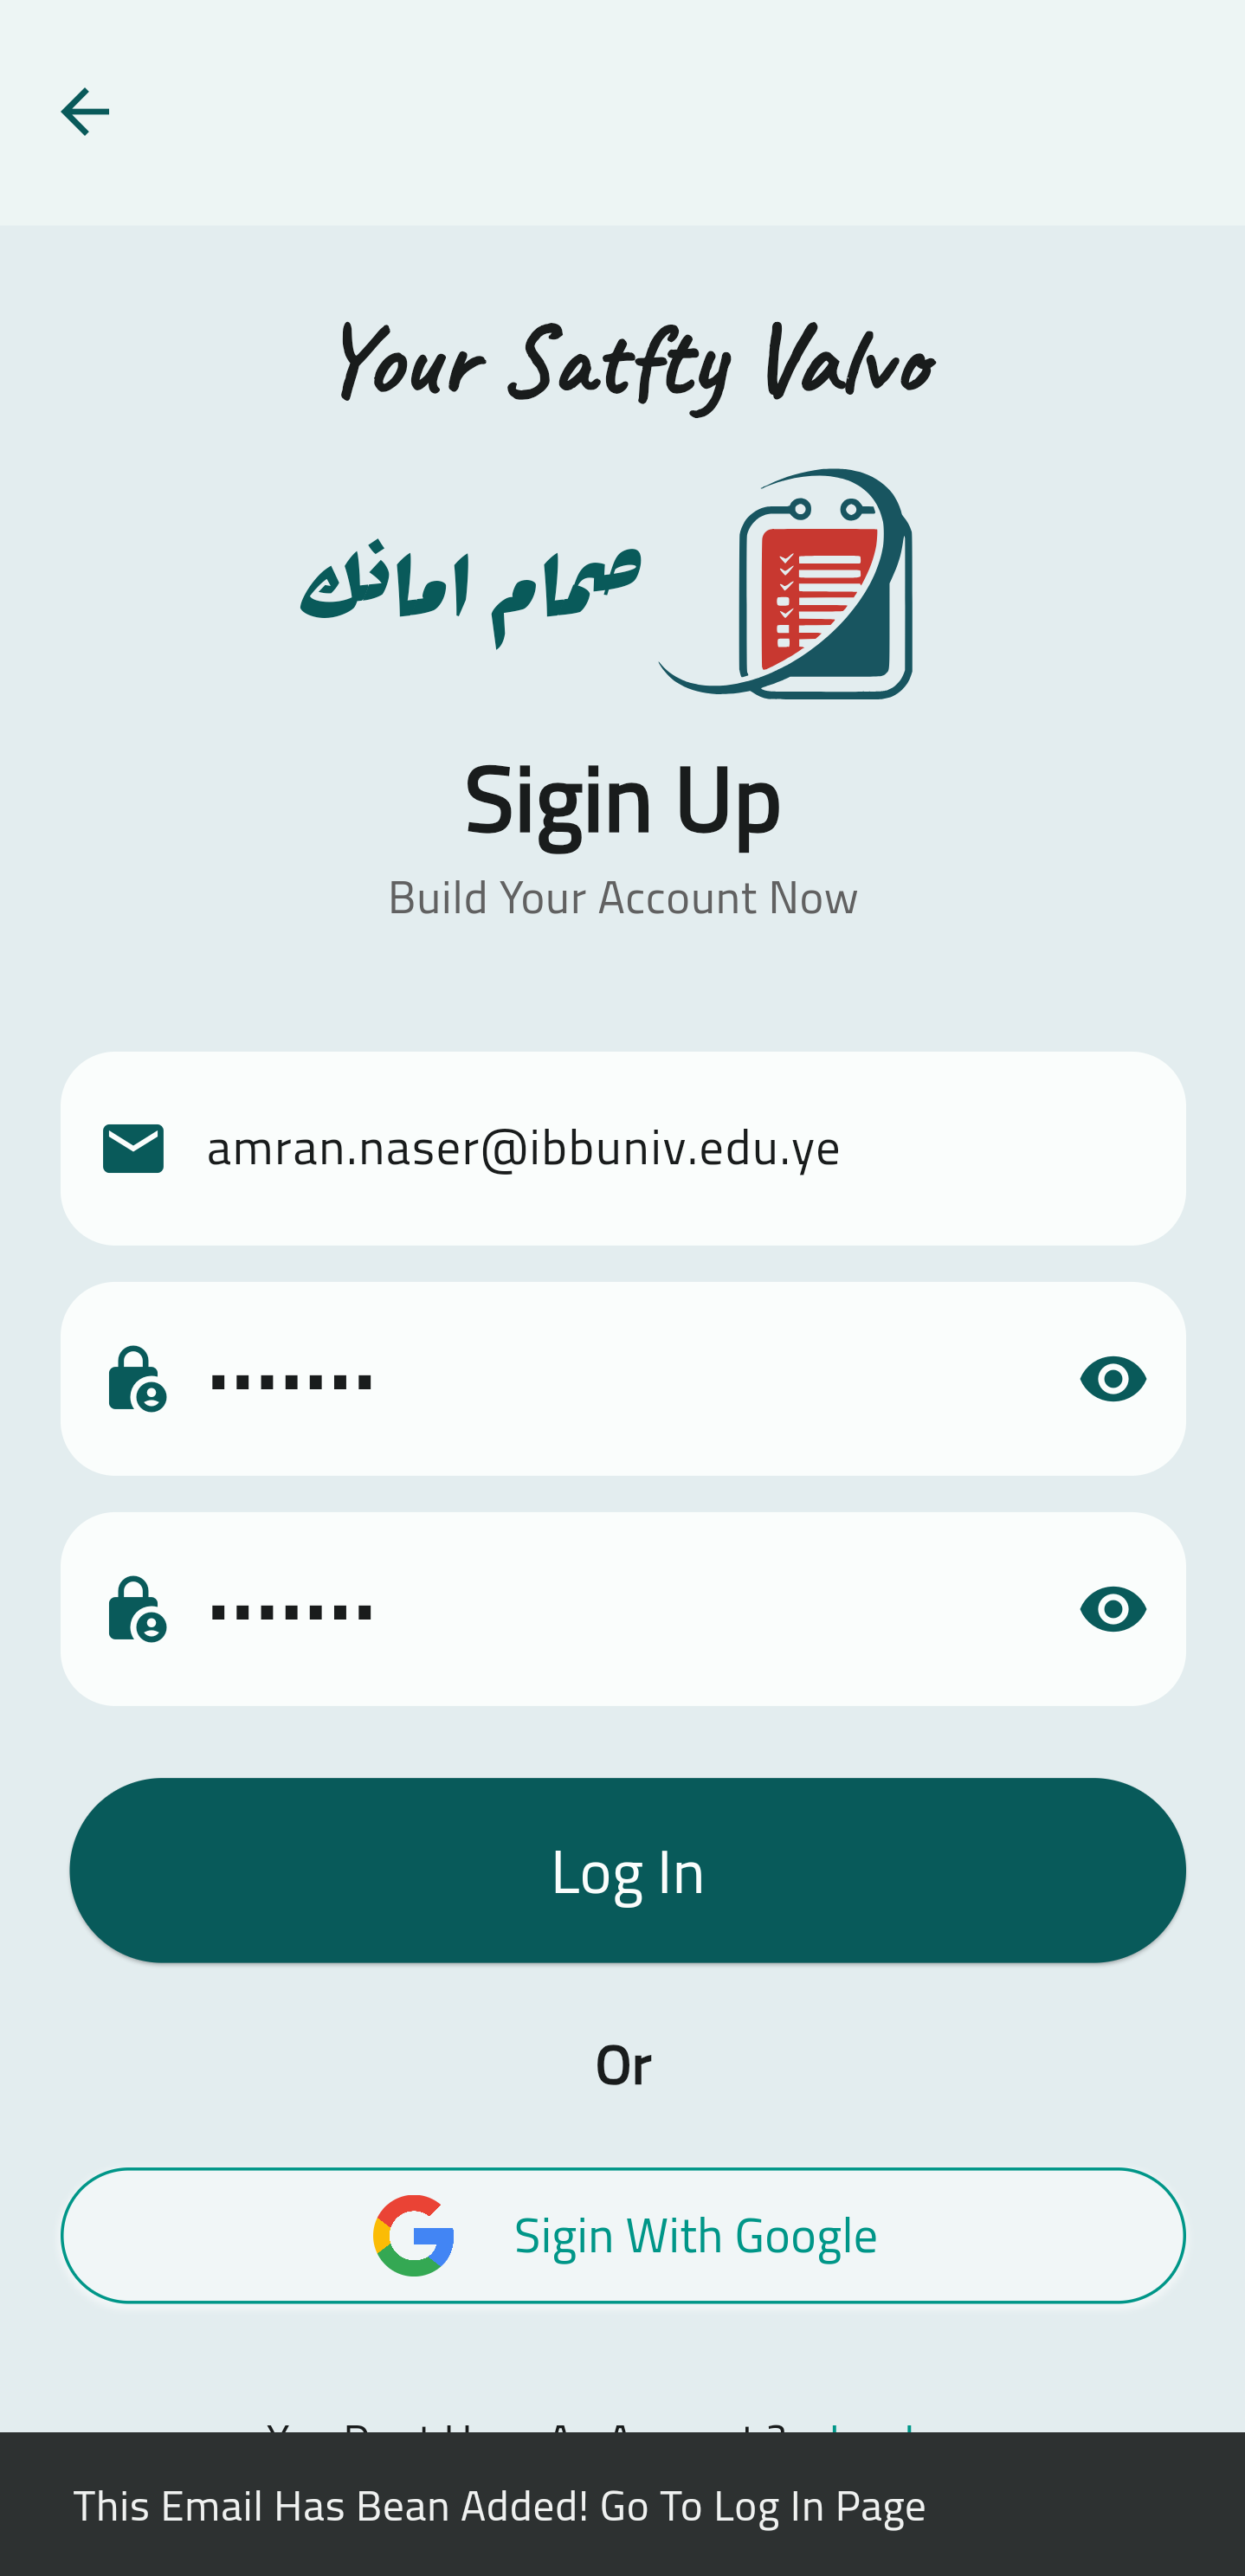 Your Satfty Valvo
صمام امانك
Sigin Up
Build Your Account Now
amran.naser@ibbuniv.edu.ye
Log In
Or
Sigin With Google
This Email Has Bean Added! Go To Log In Page